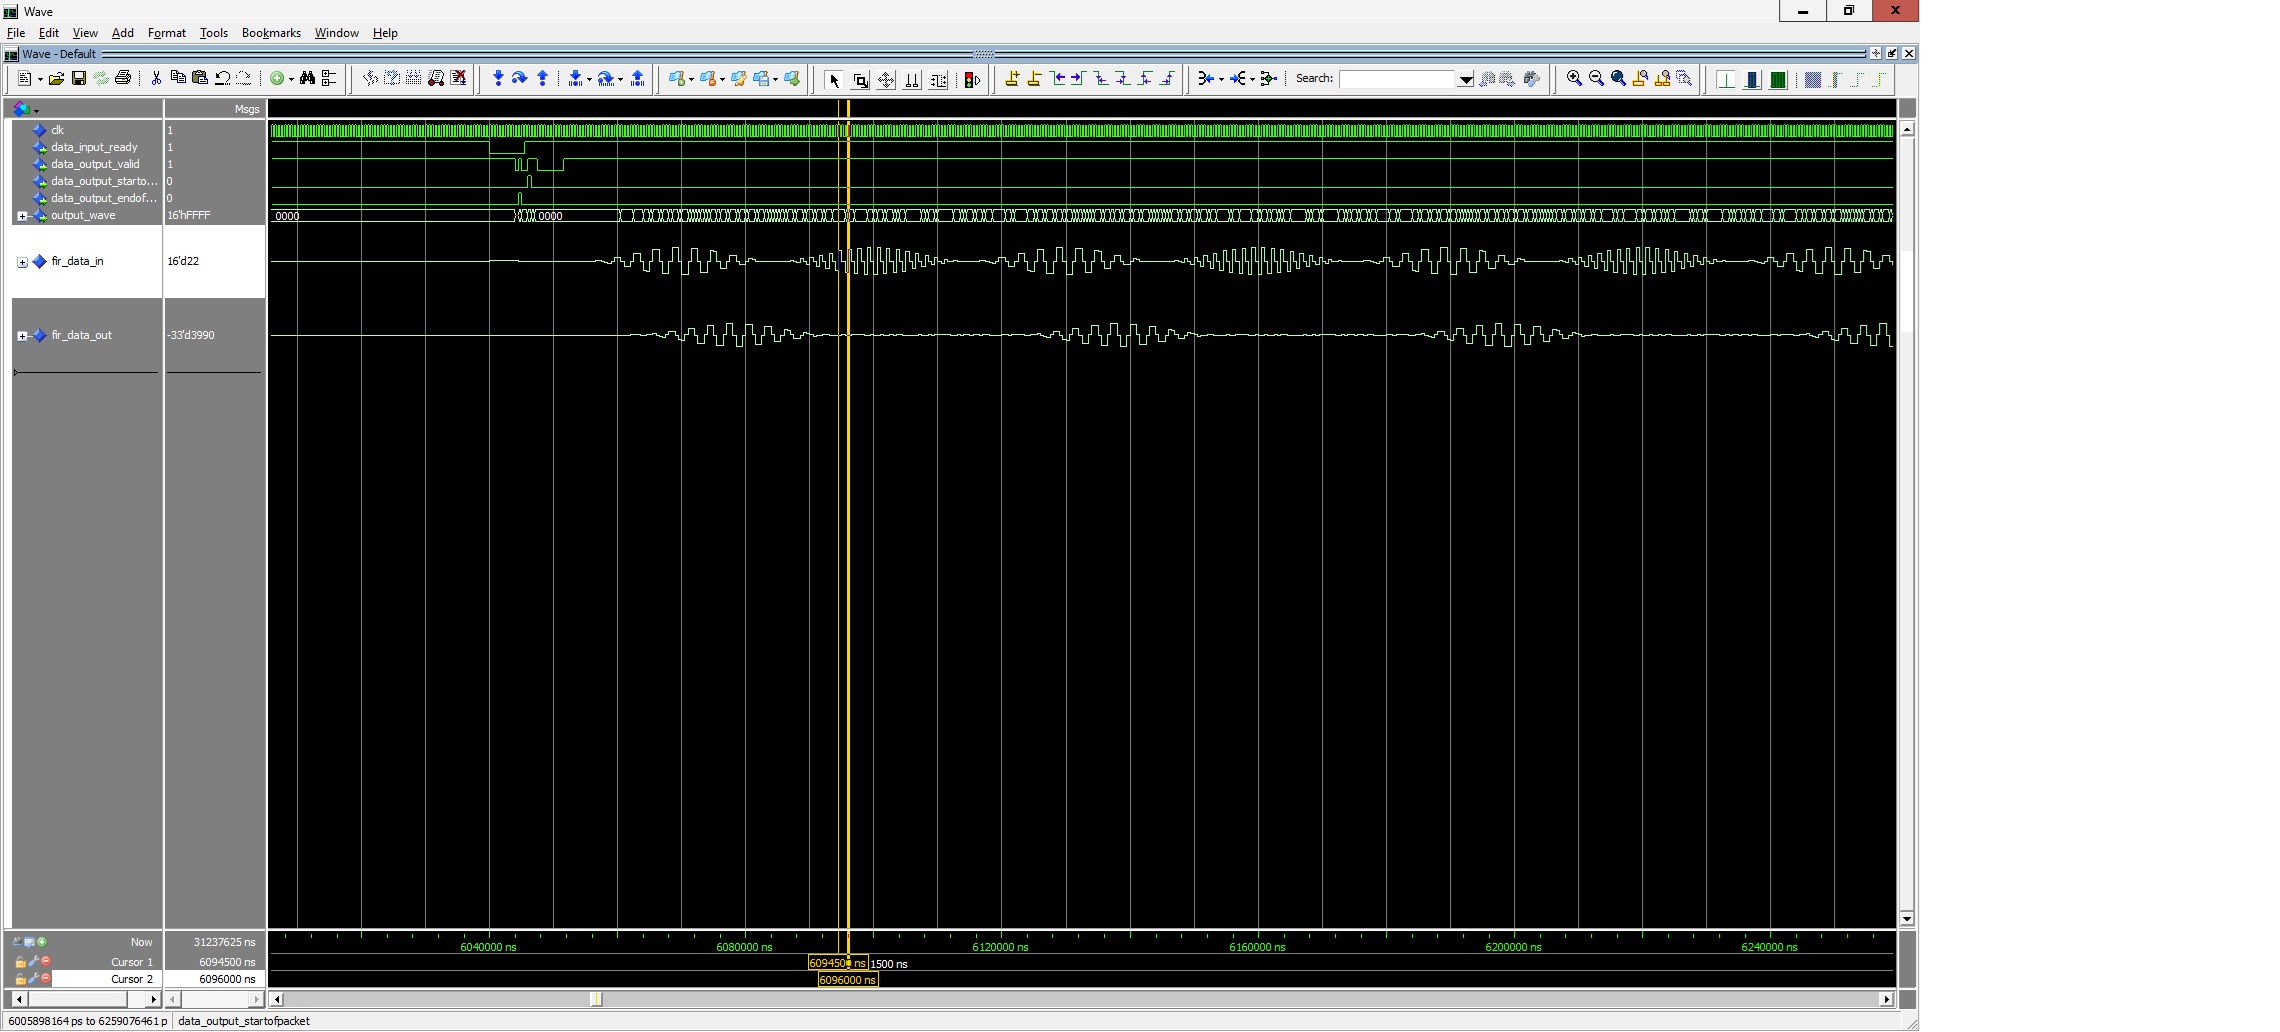 Wave
File Edit View Add Format Tools Bookmarks Window Help
Wave - Default
Search:
Msgs
clk 1
data_input_ready 1
data_output_valid 1
data_output_starto... 0
data_output_endof... 0
output_wave 16'hFFFF 0000 0000
fir_data_in 16'd22
fir_data_out -33'd3990
Now 31237625 ns 6040000 ns 6080000 ns 6120000 ns 6160000 ns 6200000 ns 6240000 ns
Cursor 1 6094500 ns 6094500 ns 1500 ns
Cursor 2 6096000 ns 6096000 ns
6005898164 ps to 6259076461 p data_output_startofpacket